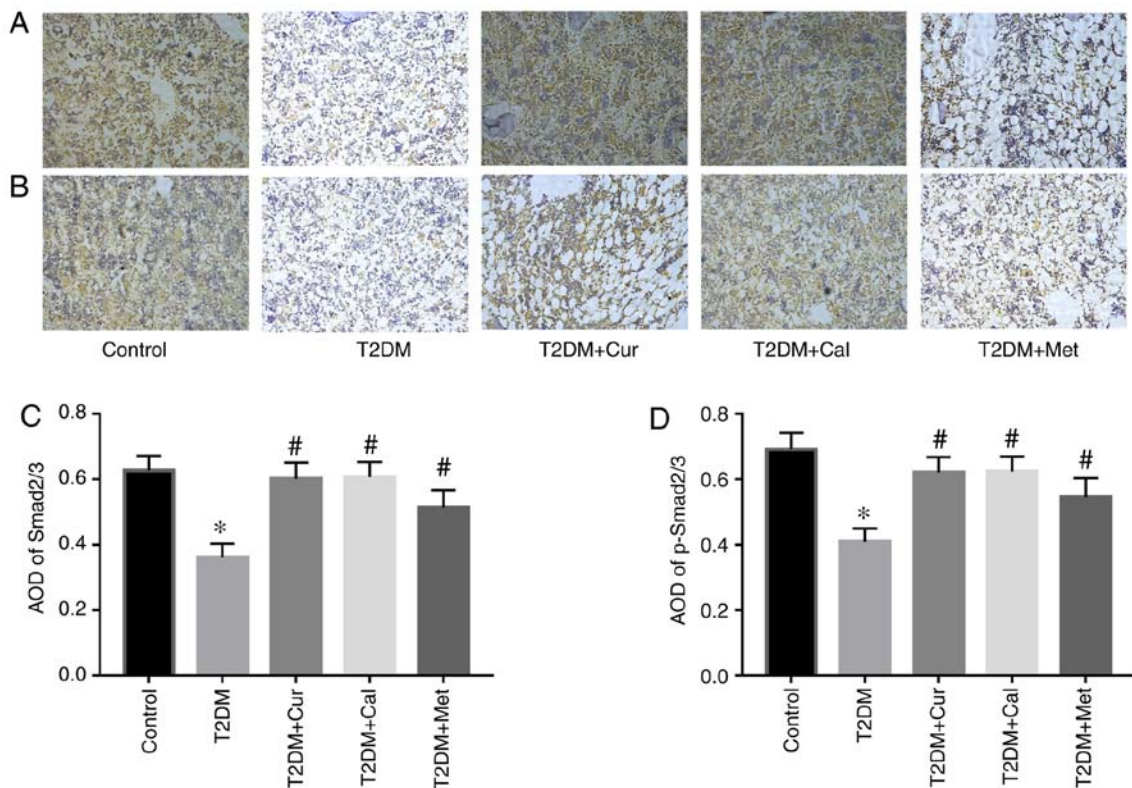 A
B
Control T2DM T2DM+Cur T2DM+Cal T2DM+Met
C
AOD of Smad2/3
0.8
0.6
0.4
0.2
0.0
*
#
#
#
Control
T2DM
T2DM+Cur
T2DM+Cal
T2DM+Met
D
AOD of p-Smad2/3
0.8
0.6
0.4
0.2
0.0
*
#
#
#
Control
T2DM
T2DM+Cur
T2DM+Cal
T2DM+Met